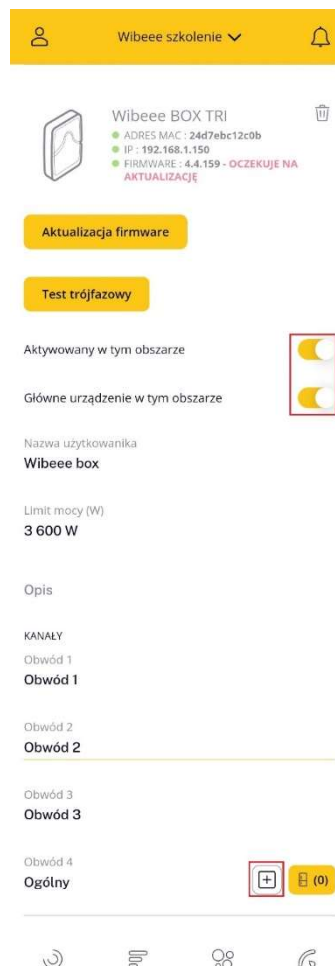 Wibeee szkolenie
Wibeee BOX TRI
ADRES MAC : 24d7ebc12c0b
IP : 192.168.1.150
FIRMWARE : 4.4.159 - OCZEKUJE NA
AKTUALIZACJĘ
Aktualizacja firmware
Test trójfazowy
Aktywowany w tym obszarze
Główne urządzenie w tym obszarze
Nazwa użytkowanika
Wibeee box
Limit mocy (W)
3 600 W
Opis
KANAŁY
Obwód 1
Obwód 1
Obwód 2
Obwód 2
Obwód 3
Obwód 3
Obwód 4
Ogólny
(0)